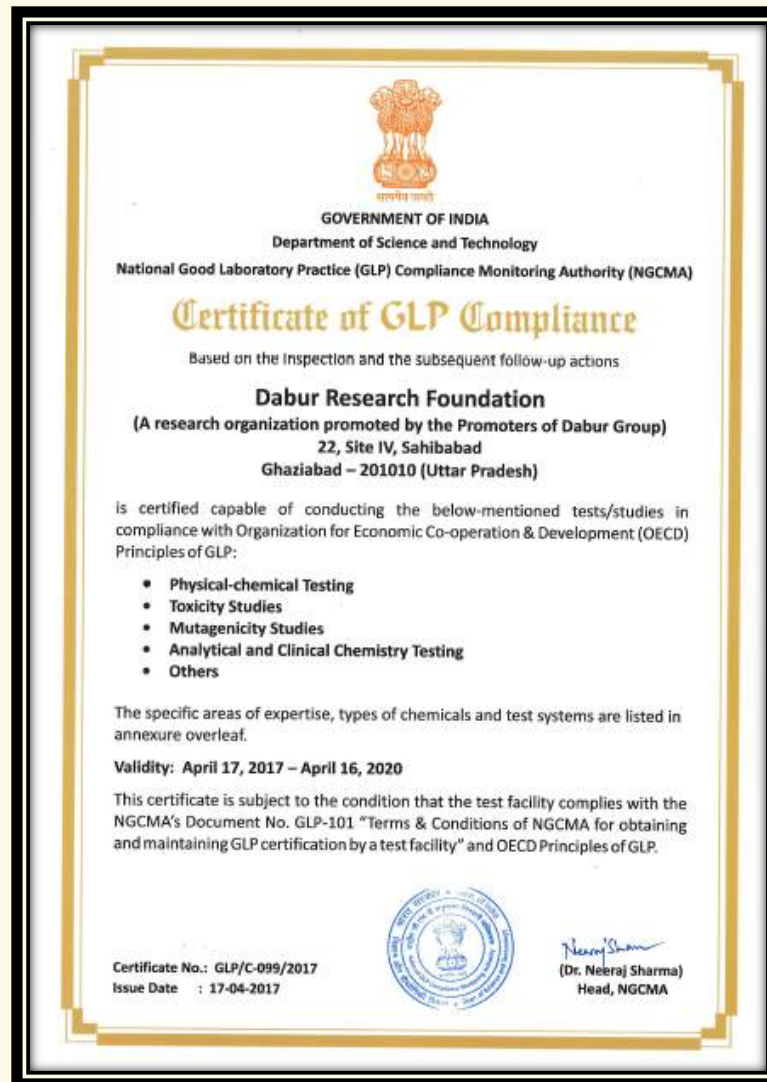 सत्यमेव जयते
GOVERNMENT OF INDIA
Department of Science and Technology
National Good Laboratory Practice (GLP) Compliance Monitoring Authority (NGCMA)
Certificate of GLP Compliance
Based on the Inspection and the subsequent follow-up actions
Dabur Research Foundation
(A research organization promoted by the Promoters of Dabur Group)
22, Site IV, Sahibabad
Ghaziabad – 201010 (Uttar Pradesh)
is certified capable of conducting the below-mentioned tests/studies in
compliance with Organization for Economic Co-operation & Development (OECD)
Principles of GLP:
• Physical-chemical Testing
• Toxicity Studies
• Mutagenicity Studies
• Analytical and Clinical Chemistry Testing
• Others
The specific areas of expertise, types of chemicals and test systems are listed in
annexure overleaf.
Validity: April 17, 2017 – April 16, 2020
This certificate is subject to the condition that the test facility complies with the
NGCMA's Document No. GLP-101 “Terms & Conditions of NGCMA for obtaining
and maintaining GLP certification by a test facility” and OECD Principles of GLP.
Certificate No.: GLP/C-099/2017
Issue Date : 17-04-2017
Neeraj Sharma
(Dr. Neeraj Sharma)
Head, NGCMA